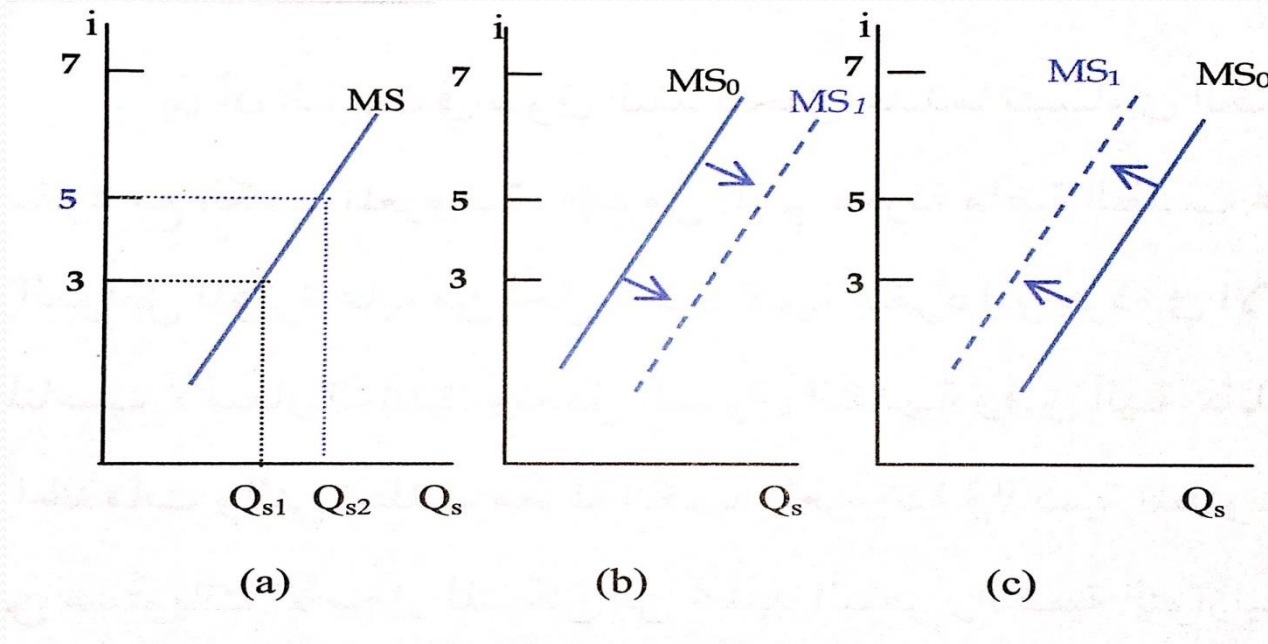 i i i
7 7 7
MS MS₀ MS₁ MS₁ MS₀
5 5 5
3 3 3
Qs1 Qs2 Qs Qs Qs
(a) (b) (c)